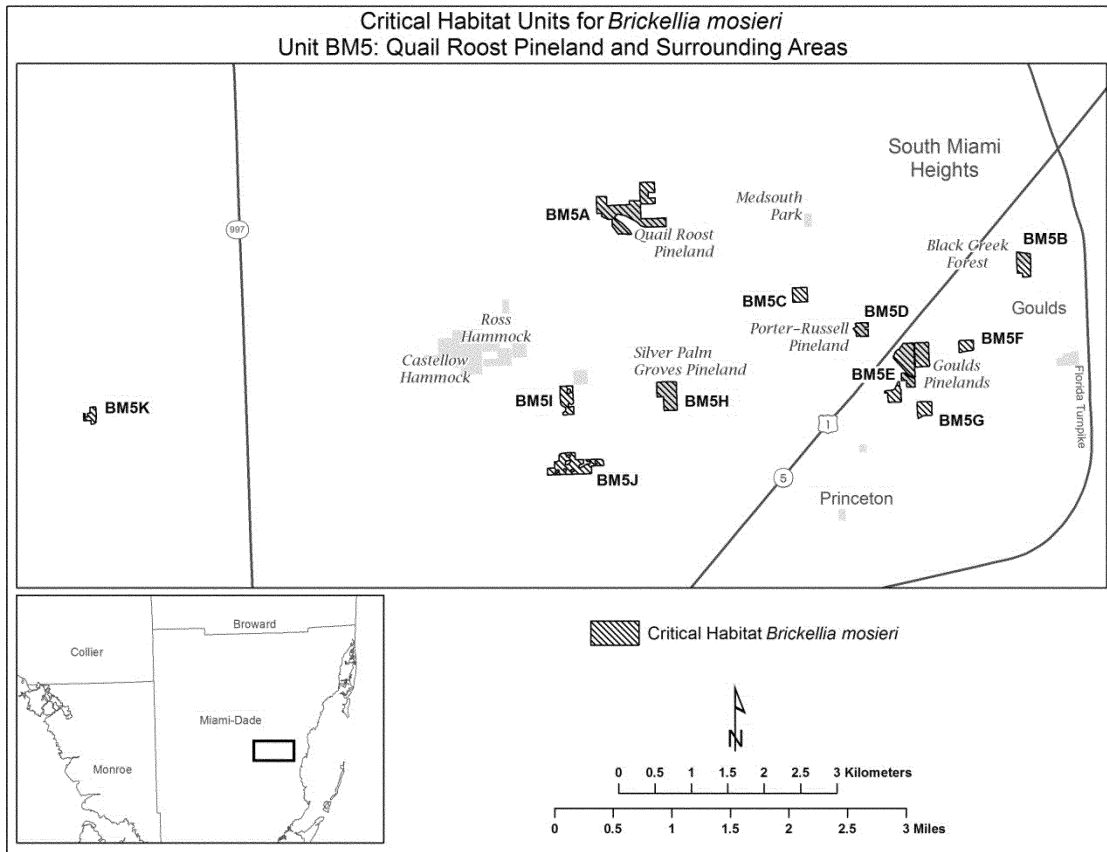 Critical Habitat Units for Brickellia mosieri
Unit BM5: Quail Roost Pineland and Surrounding Areas
South Miami
Heights
997
BM5A
Medsouth
Park
Quail Roost
Pineland
Black Creek
Forest
BM5B
BM5C
BM5D
Goulds
Ross
Hammock
Porter-Russell
Pineland
BM5F
Castellow
Hammock
Silver Palm
Groves Pineland
BM5E
Goulds
Pinelands
Florida Turnpike
BM5K
BM5I
BM5H
BM5G
1
BM5J
5
Princeton
Broward
Collier
Miami-Dade
Monroe
Critical Habitat Brickellia mosieri
N
0 0.5 1 1.5 2 2.5 3 Kilometers
0 0.5 1 1.5 2 2.5 3 Miles